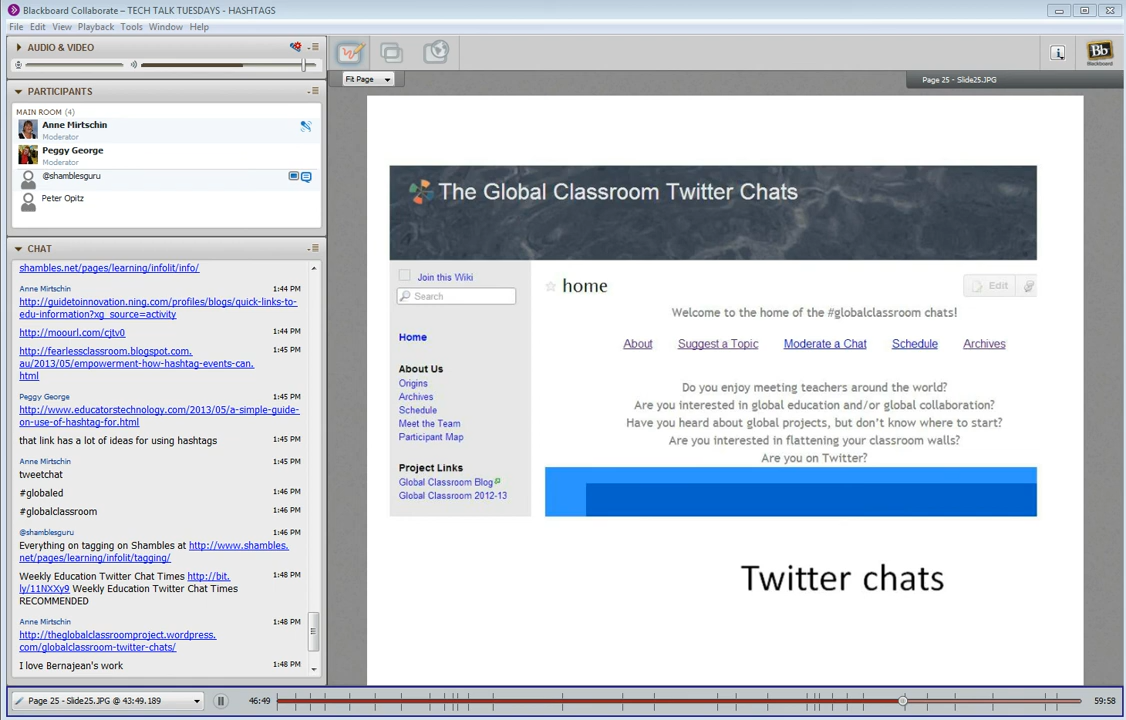 Blackboard Collaborate – TECH TALK TUESDAYS - HASHTAGS
File Edit View Playback Tools Window Help
AUDIO & VIDEO
PARTICIPANTS
MAIN ROOM (4)
Anne Mirtschin
Moderator
Peggy George
Moderator
@shamblesguru
Peter Opitz
CHAT
shambles.net/pages/learning/infolit/info/
Anne Mirtschin 1:44 PM
http://guidetoinnovation.ning.com/profiles/blogs/quick-links-to-
edu-information?xg_source=activity
http://moourl.com/cjtv0 1:44 PM
http://fearlessclassroom.blogspot.com. 1:45 PM
au/2013/05/empowerment-how-hashtag-events-can.
html
Peggy George 1:45 PM
http://www.educatorstechnology.com/2013/05/a-simple-guide-
on-use-of-hashtag-for.html
that link has a lot of ideas for using hashtags 1:45 PM
Anne Mirtschin 1:45 PM
tweetchat
#globaled 1:46 PM
#globalclassroom 1:46 PM
@shamblesguru 1:46 PM
Everything on tagging on Shambles at http://www.shambles.
net/pages/learning/infolit/tagging/
Weekly Education Twitter Chat Times http://bit. 1:48 PM
ly/11NXXy9 Weekly Education Twitter Chat Times
RECOMMENDED
Anne Mirtschin 1:48 PM
http://theglobalclassroomproject.wordpress.
com/globalclassroom-twitter-chats/
I love Bernajean's work 1:48 PM
Fit Page
Page 25 - Slide25.JPG
Bb
Blackboard
The Global Classroom Twitter Chats
Join this Wiki
Search
Home
About Us
Origins
Archives
Schedule
Meet the Team
Participant Map
Project Links
Global Classroom Blog
Global Classroom 2012-13
home
Edit
Welcome to the home of the #globalclassroom chats!
About Suggest a Topic Moderate a Chat Schedule Archives
Do you enjoy meeting teachers around the world?
Are you interested in global education and/or global collaboration?
Have you heard about global projects, but don't know where to start?
Are you interested in flattening your classroom walls?
Are you on Twitter?
Twitter chats
Page 25 - Slide25.JPG @ 43:49.189
46:49
59:58